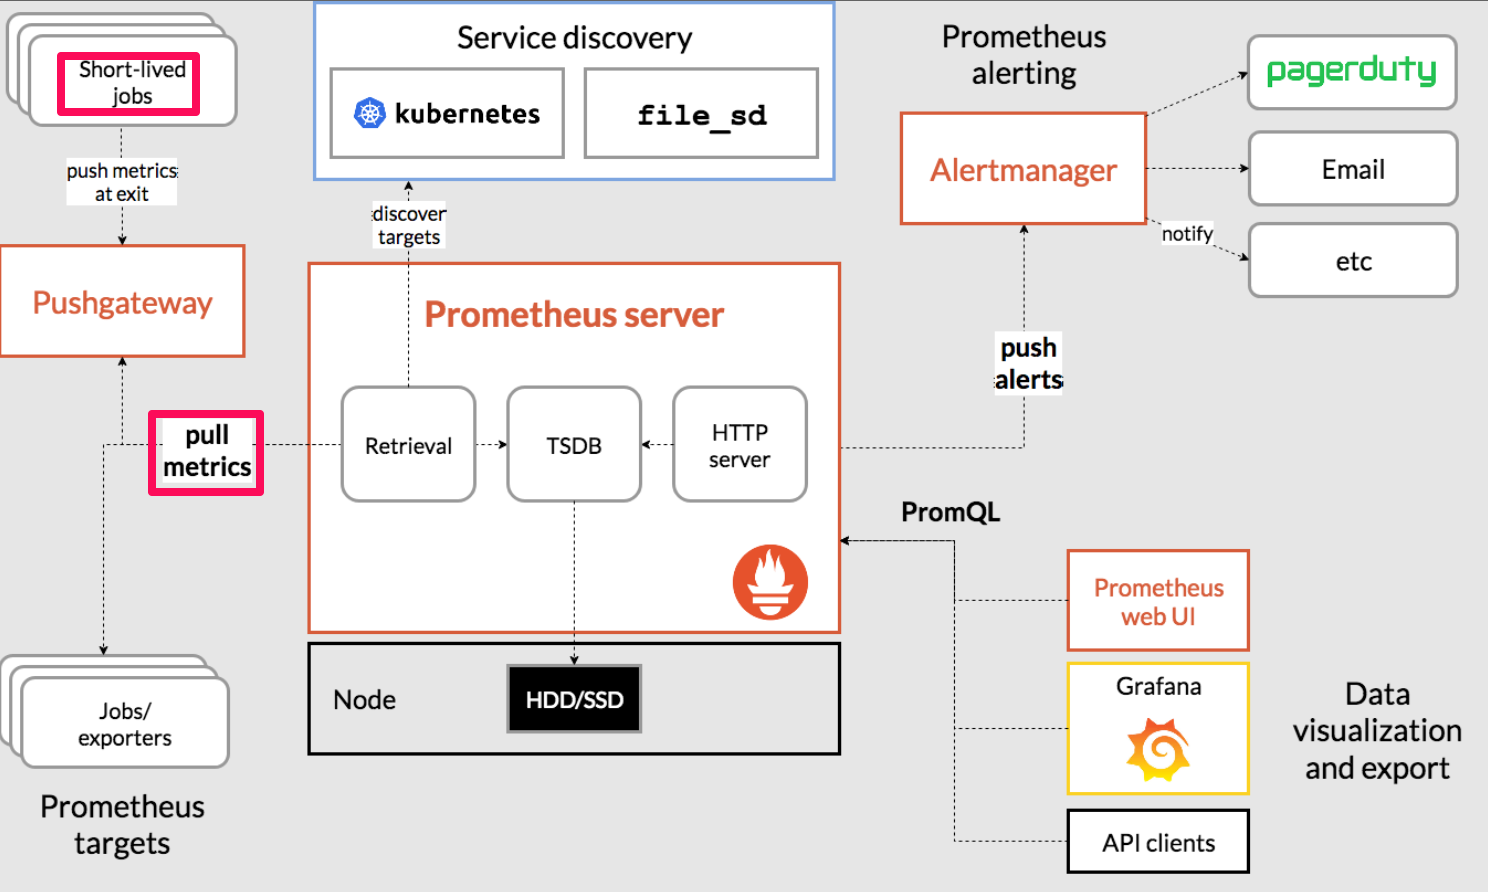 Short-lived
jobs
push metrics
at exit
Pushgateway
pull
metrics
Jobs/
exporters
Prometheus
targets
Service discovery
kubernetes
file_sd
discover
targets
Prometheus server
Retrieval
TSDB
HTTP
server
Node
HDD/SSD
Prometheus
alerting
Alertmanager
pagerduty
Email
notify
etc
push
alerts
PromQL
Prometheus
web UI
Grafana
API clients
Data
visualization
and export